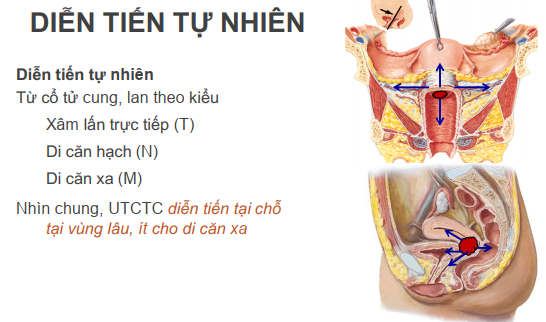 DIỄN TIẾN TỰ NHIÊN
Diễn tiến tự nhiên
Từ cổ tử cung, lan theo kiểu
Xâm lấn trực tiếp (T)
Di căn hạch (N)
Di căn xa (M)
Nhìn chung, UTCTC diễn tiến tại chỗ
tại vùng lâu, ít cho di căn xa